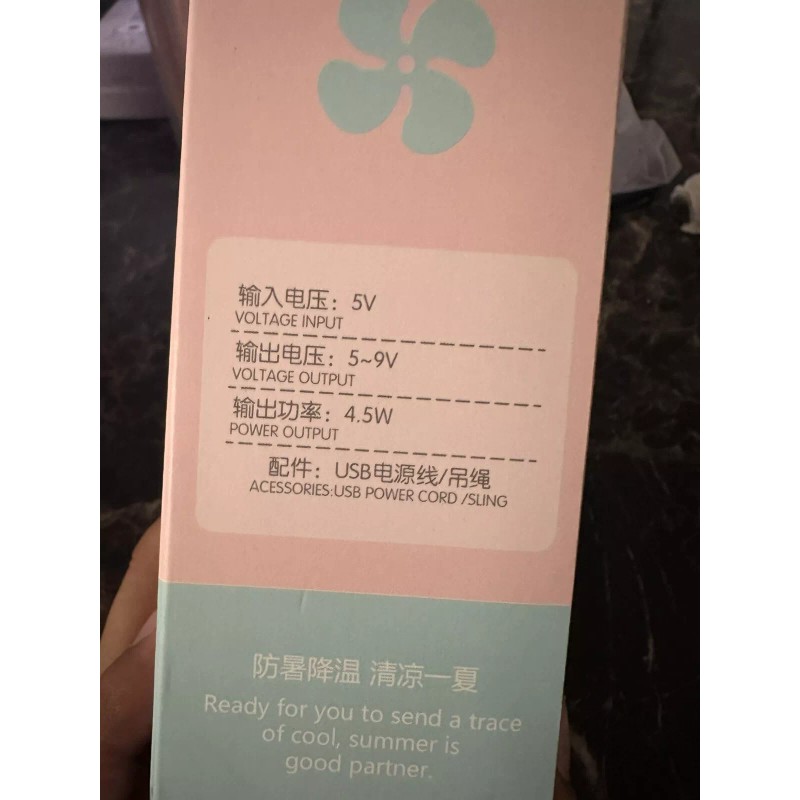 输入电压：5V
VOLTAGE INPUT
输出电压：5~9V
VOLTAGE OUTPUT
输出功率：4.5W
POWER OUTPUT
配件：USB电源线/吊绳
ACESSORIES:USB POWER CORD /SLING
防暑降温 清凉一夏
Ready for you to send a trace
of cool, summer is
good partner.